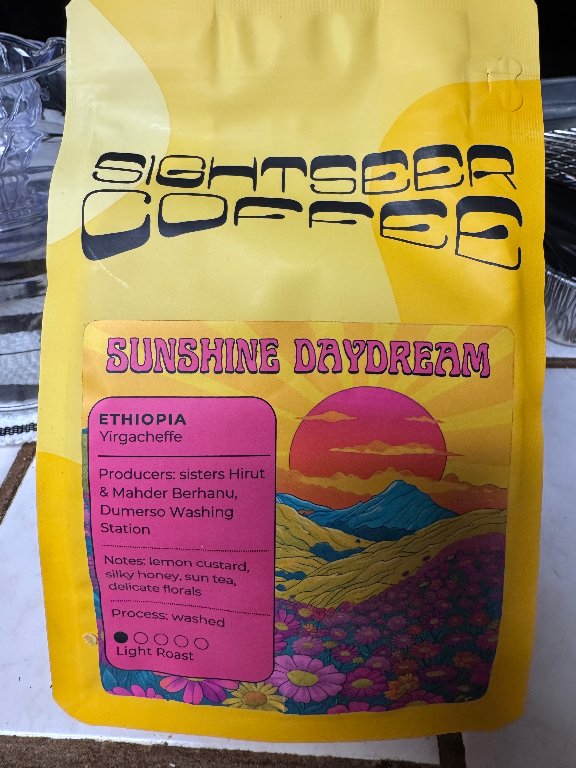 SIGHTSEER
COFFEE
SUNSHINE DAYDREAM
ETHIOPIA
Yirgacheffe
Producers: sisters Hirut
& Mahder Berhanu,
Dumerso Washing
Station
Notes: lemon custard,
silky honey, sun tea,
delicate florals
Process: washed
Light Roast